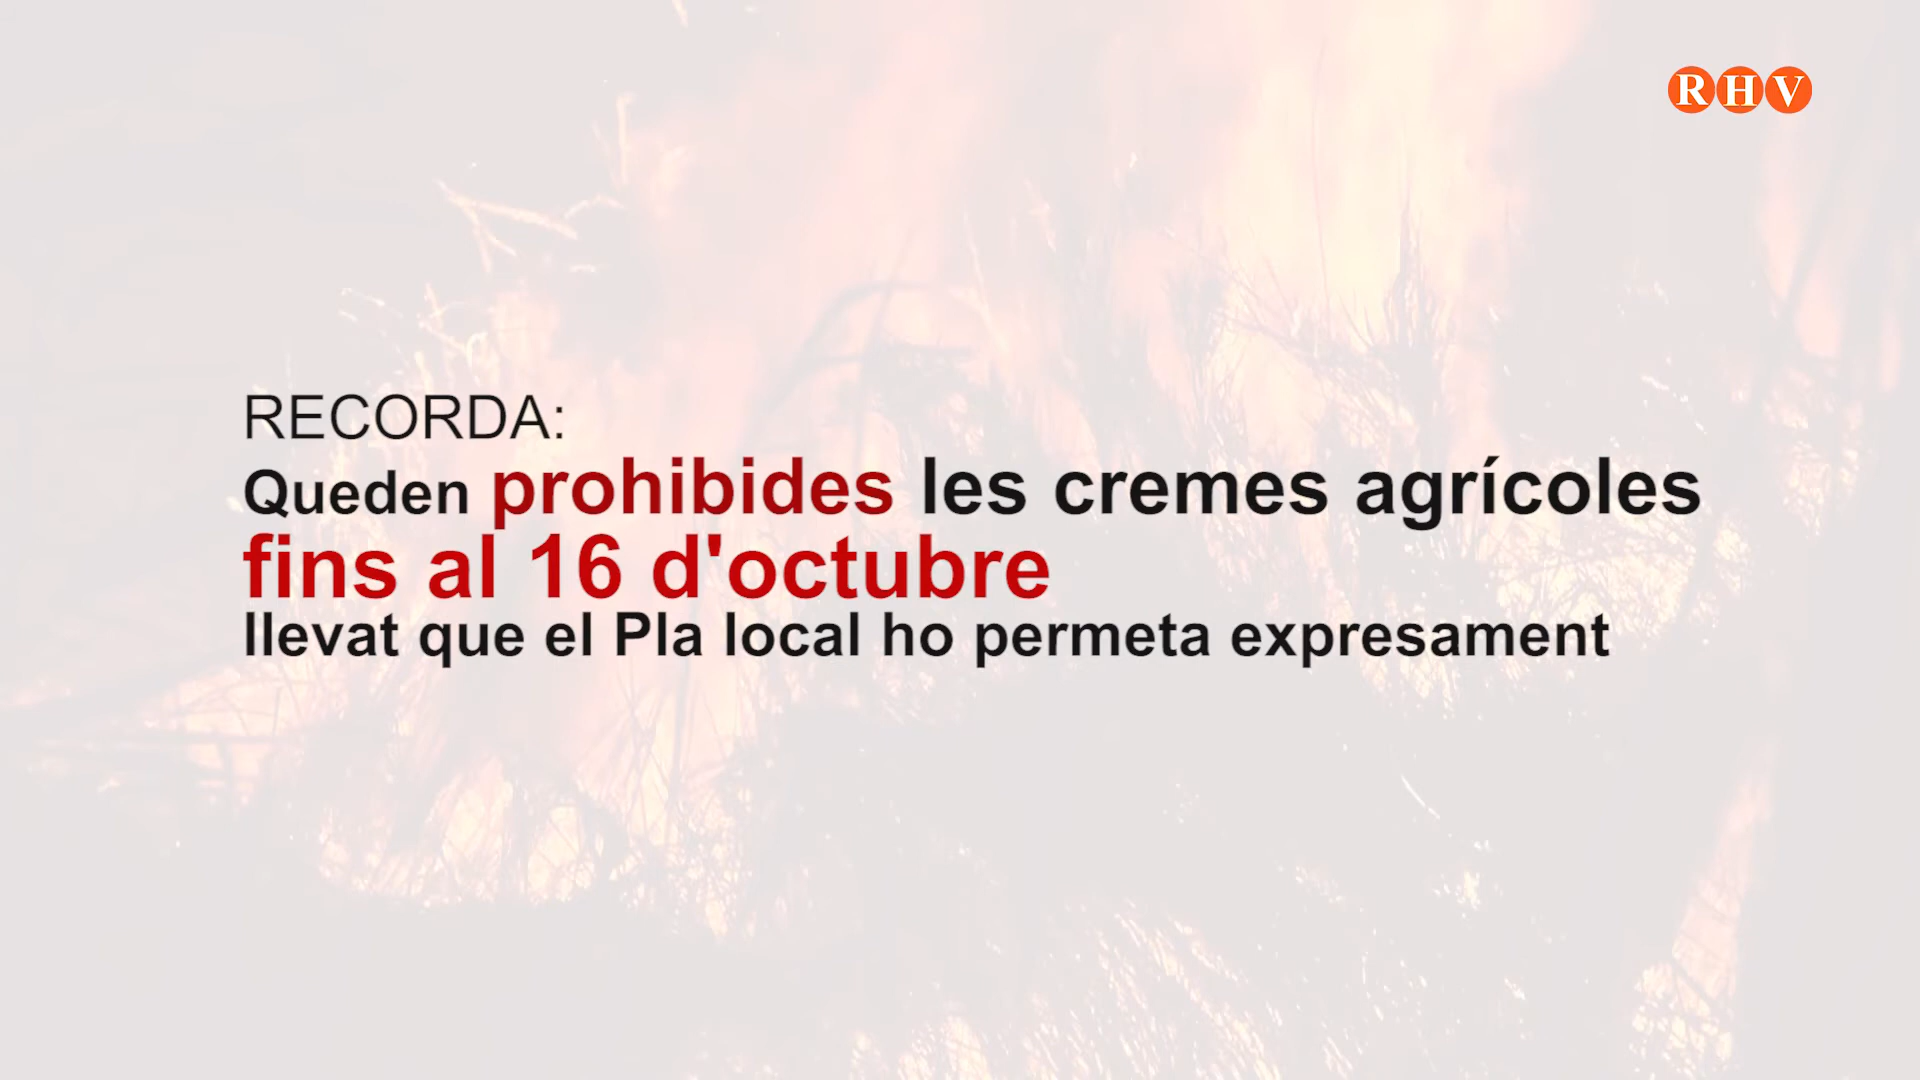 RHV
RECORDA:
Queden prohibides les cremes agrícoles
fins al 16 d'octubre
llevat que el Pla local ho permeta expresament